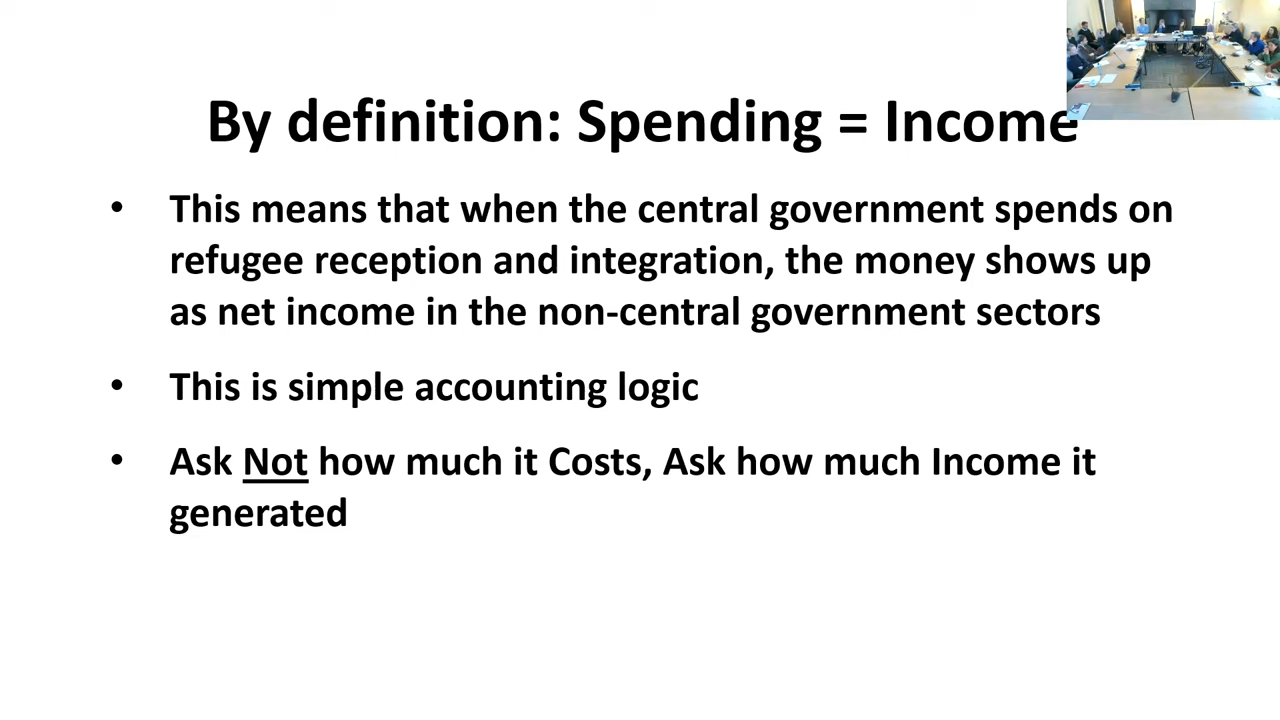 By definition: Spending = Income
• This means that when the central government spends on
refugee reception and integration, the money shows up
as net income in the non-central government sectors
• This is simple accounting logic
• Ask Not how much it Costs, Ask how much Income it
generated